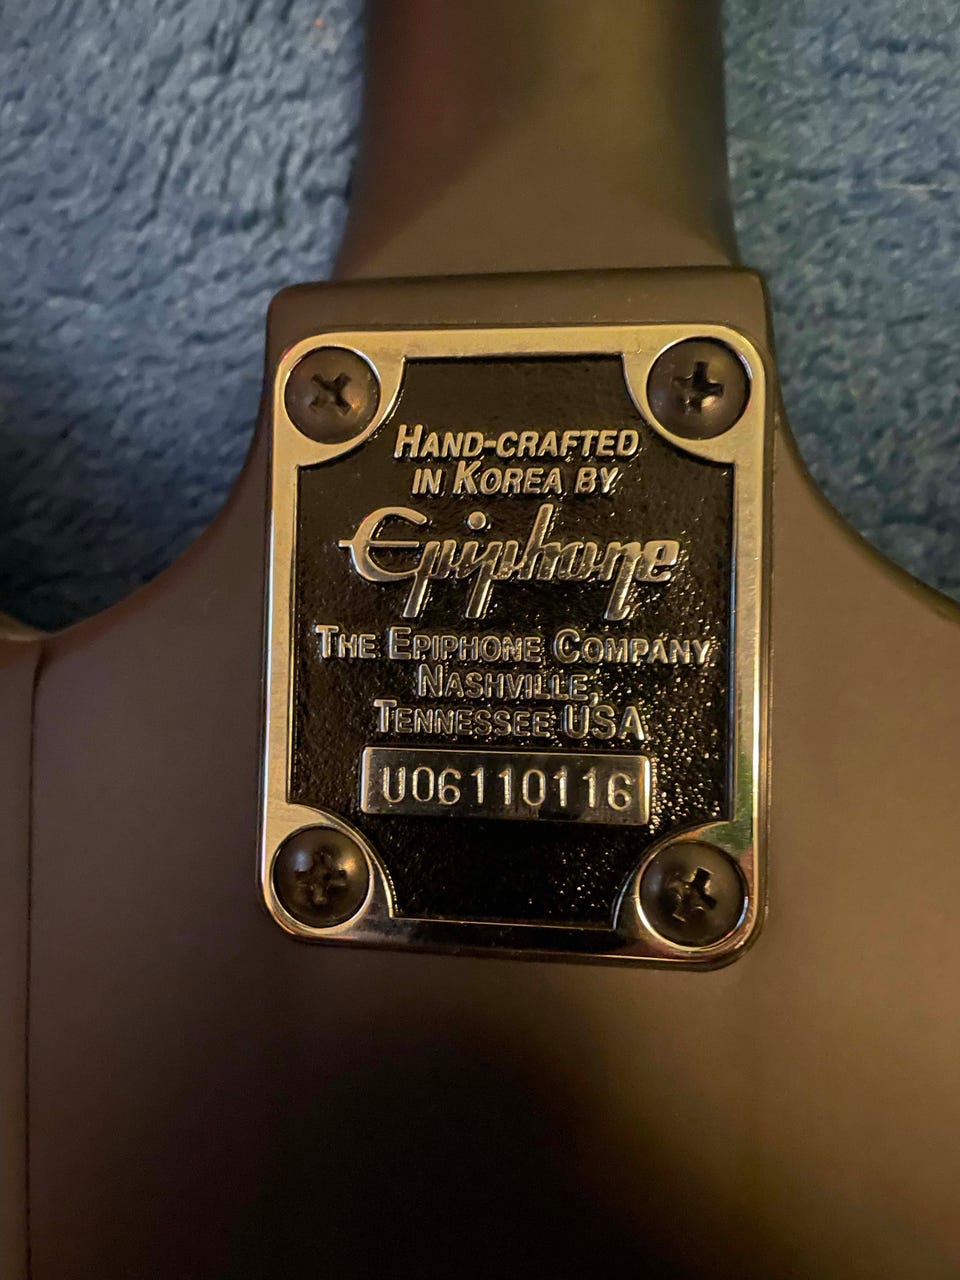 HAND-CRAFTED
IN KOREA BY
Epiphone
THE EPIPHONE COMPANY
NASHVILLE,
TENNESSEE USA
U06110116